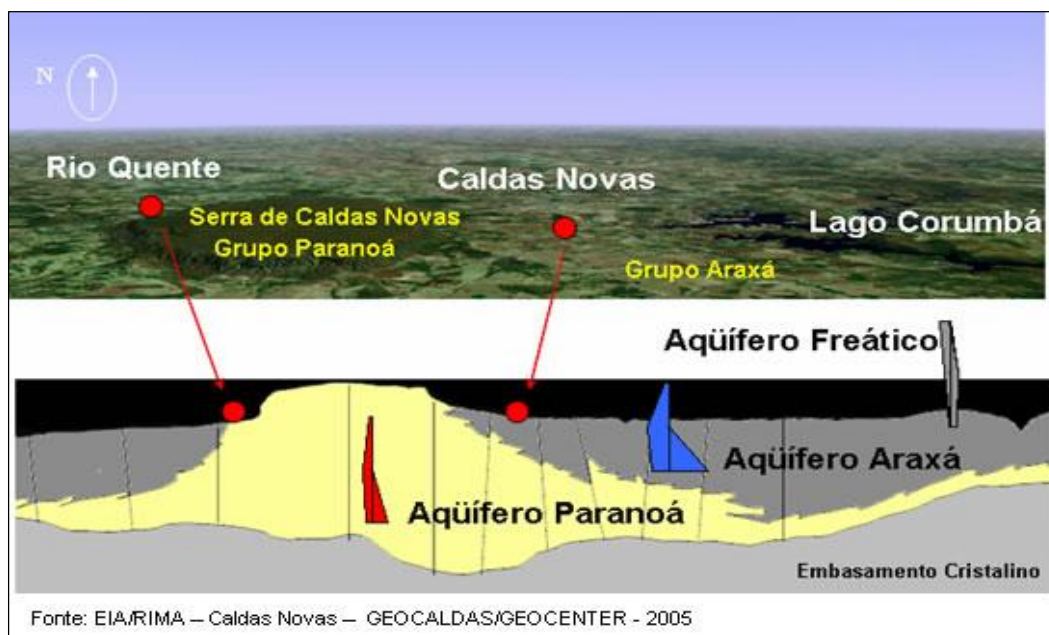 N
Rio Quente
Caldas Novas
Serra de Caldas Novas
Grupo Paranoá
Lago Corumbá
Grupo Araxá
Aqüífero Freático
Aqüífero Araxá
Aqüífero Paranoá
Embasamento Cristalino
Fonte: EIA/RIMA – Caldas Novas – GEOCALDAS/GEOCENTER - 2005